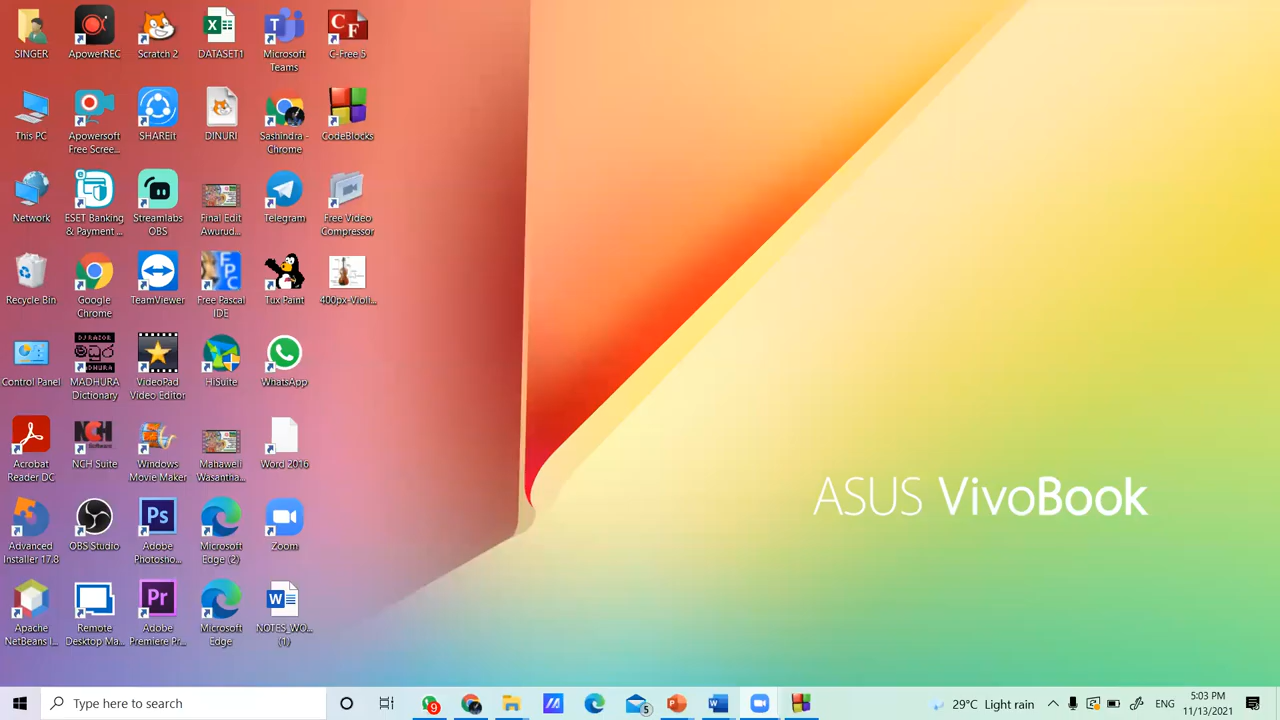 SINGER
ApowerREC
Scratch 2
DATASET1
Microsoft
Teams
C-Free 5
This PC
Apowersoft
Free Scree...
SHAREit
DINURI
Sashindra -
Chrome
CodeBlocks
Network
ESET Banking
& Payment ...
Streamlabs
OBS
Final Edit
Awurud...
Telegram
Free Video
Compressor
Recycle Bin
Google
Chrome
TeamViewer
Free Pascal
IDE
Tux Paint
400px-Violi...
Control Panel
MADHURA
Dictionary
VideoPad
Video Editor
HiSuite
WhatsApp
Acrobat
Reader DC
NCH Suite
Windows
Movie Maker
Mahaweli
Wasantha...
Word 2016
Advanced
Installer 17.8
OBS Studio
Adobe
Photosho...
Microsoft
Edge (2)
Zoom
Apache
NetBeans I...
Remote
Desktop Ma...
Adobe
Premiere Pr...
Microsoft
Edge
NOTES_WO...
(1)
ASUS VivoBook
Type here to search
9
5
29°C Light rain
ENG
5:03 PM
11/13/2021